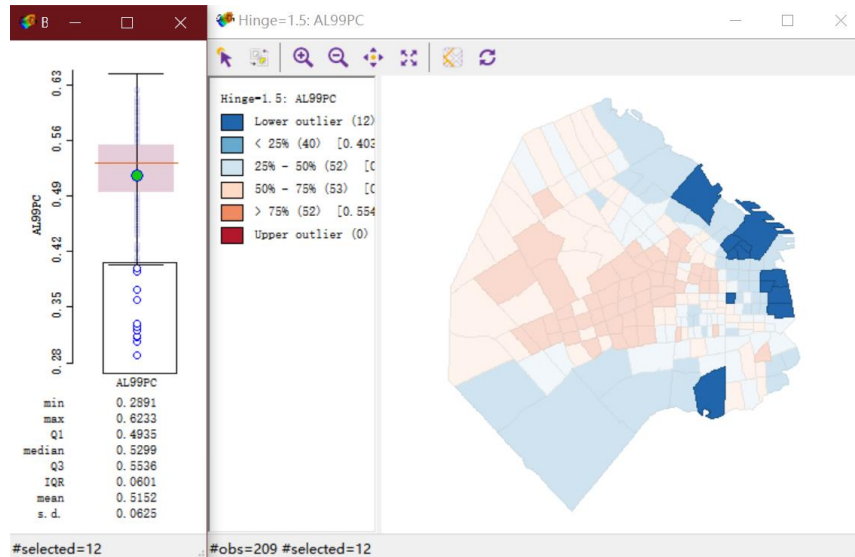 B
Hinge=1.5: AL99PC
0.63
0.56
0.49
0.42
0.35
0.28
AL99PC
AL99PC
min 0.2891
max 0.6233
Q1 0.4935
median 0.5299
Q3 0.5536
IQR 0.0601
mean 0.5152
s.d. 0.0625
#selected=12
Hinge=1.5: AL99PC
Lower outlier (12)
< 25% (40) [0.403
25% - 50% (52) [0
50% - 75% (53) [0
> 75% (52) [0.554
Upper outlier (0)
#obs=209 #selected=12